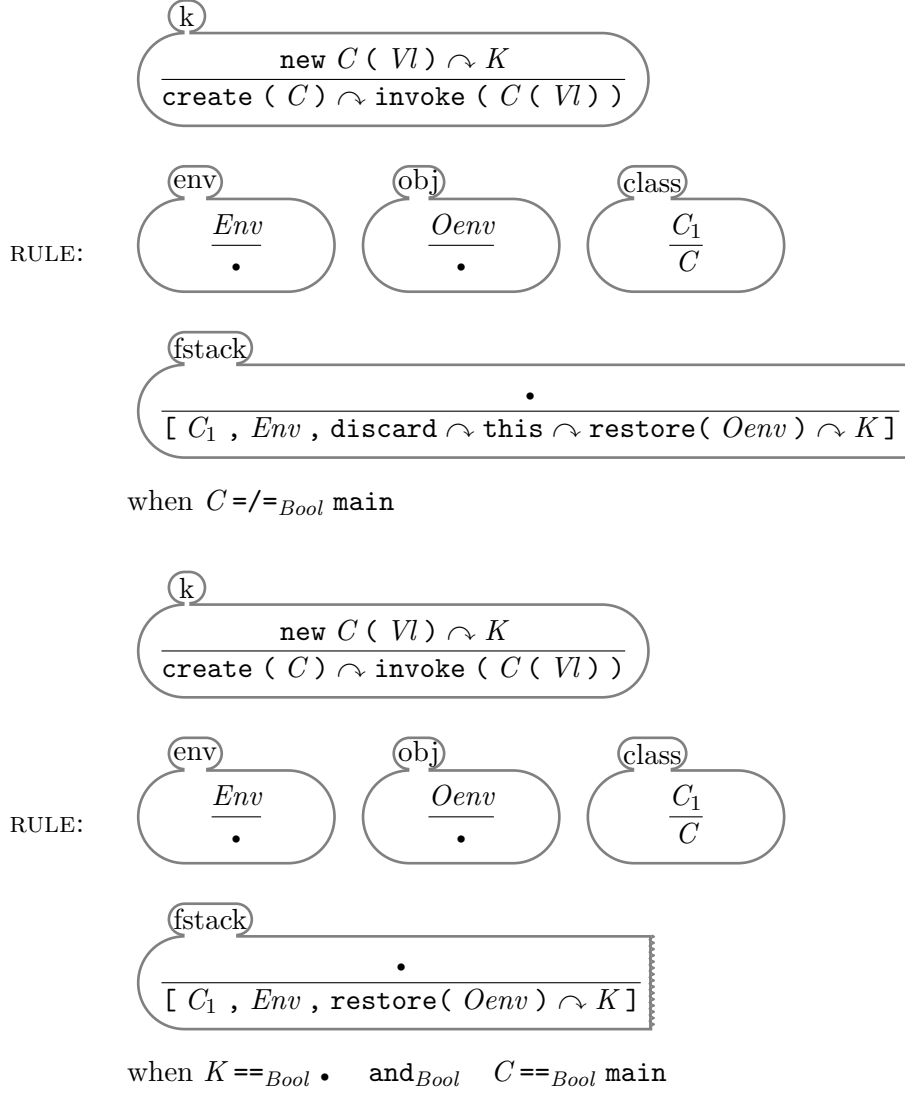 k
new C ( Vl ) ↷ K
create ( C ) ↷ invoke ( C ( Vl ) )
env obj class
RULE: Env Oenv C₁
• • C
fstack
•
[ C₁ , Env , discard ↷ this ↷ restore( Oenv ) ↷ K ]
when C =/=Bool main
k
new C ( Vl ) ↷ K
create ( C ) ↷ invoke ( C ( Vl ) )
env obj class
RULE: Env Oenv C₁
• • C
fstack
•
[ C₁ , Env , restore( Oenv ) ↷ K ]
when K ==Bool • andBool C ==Bool main